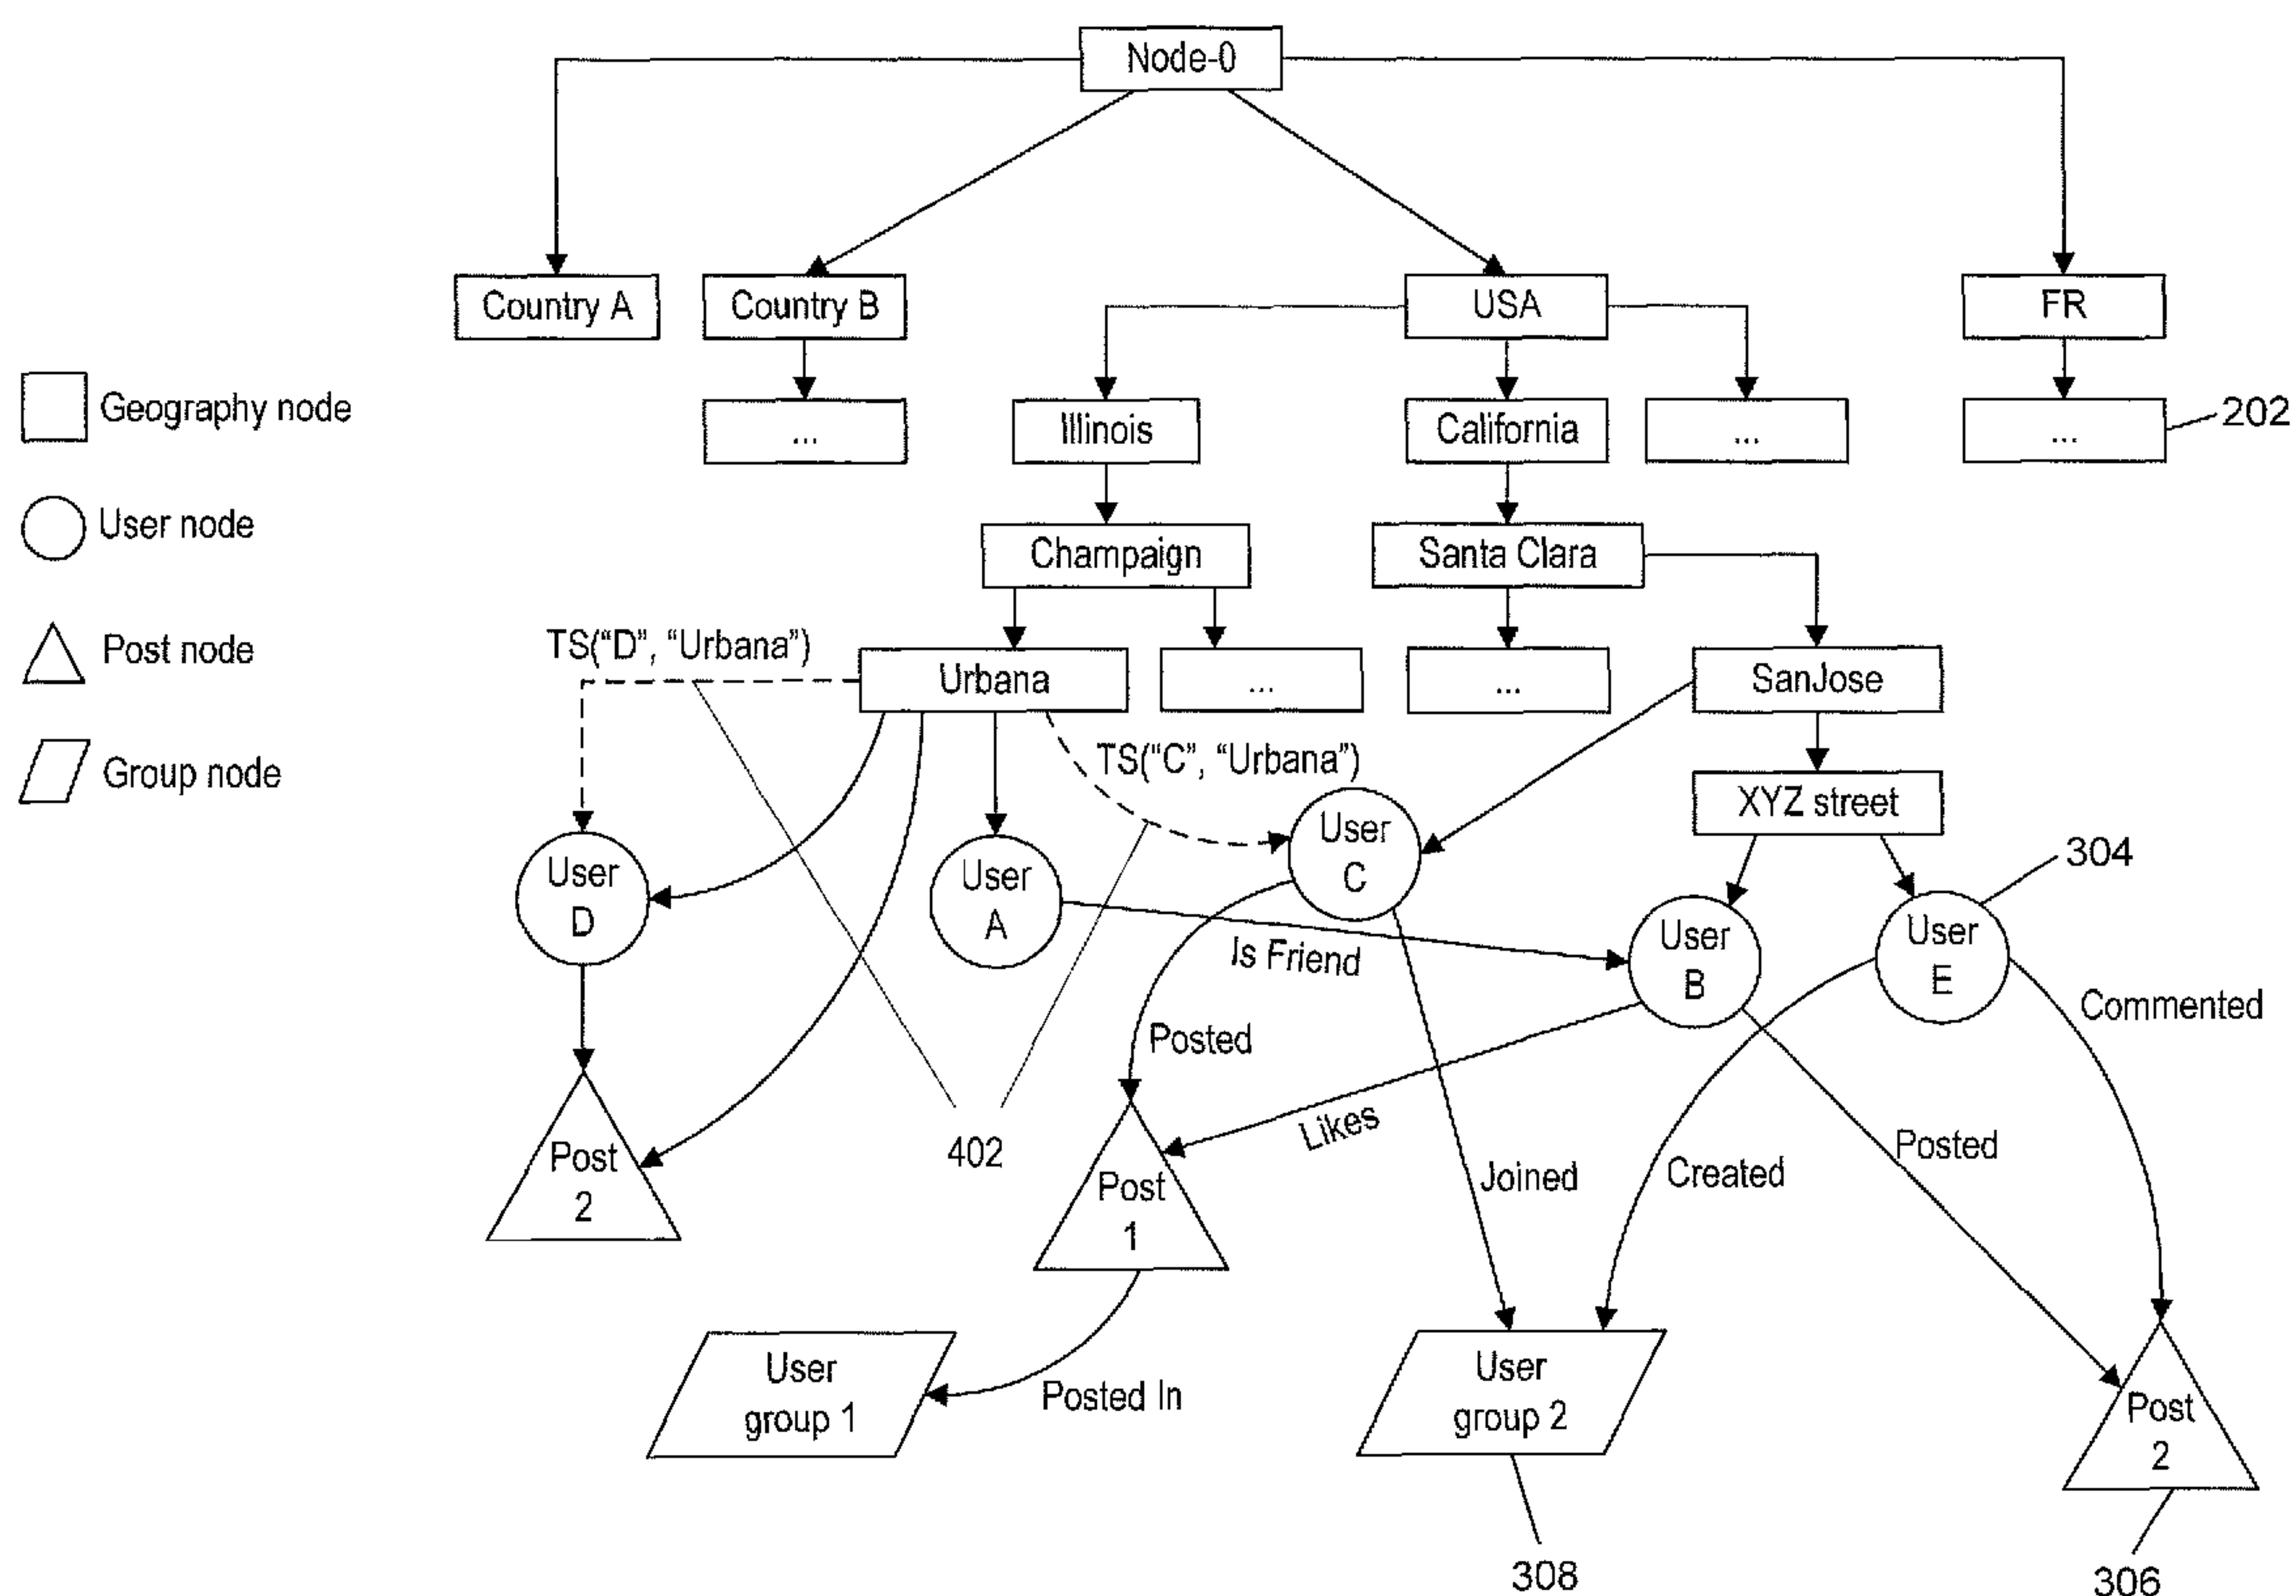 Node-0
Country A
Country B
USA
FR
Geography node
...
Illinois
California
...
...
202
User node
Champaign
Santa Clara
Post node
TS("D", "Urbana")
Urbana
...
...
SanJose
Group node
TS("C", "Urbana")
XYZ street
User
D
User
A
User
C
304
User
B
User
E
Is Friend
Commented
Posted
Likes
402
Post
2
Post
1
Joined
Created
Posted
User
group 1
Posted In
User
group 2
Post
2
308
306